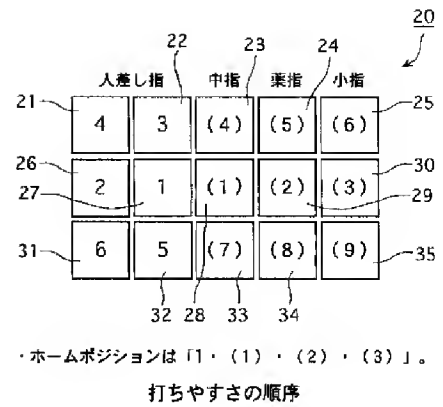 20
22 23 24
人差し指 中指 薬指 小指
21 4 3 (4) (5) (6) 25
26 2 1 (1) (2) (3) 30
27 29
31 6 5 (7) (8) (9) 35
32 28 33 34
・ホームポジションは「1・(1)・(2)・(3)」。
打ちやすさの順序